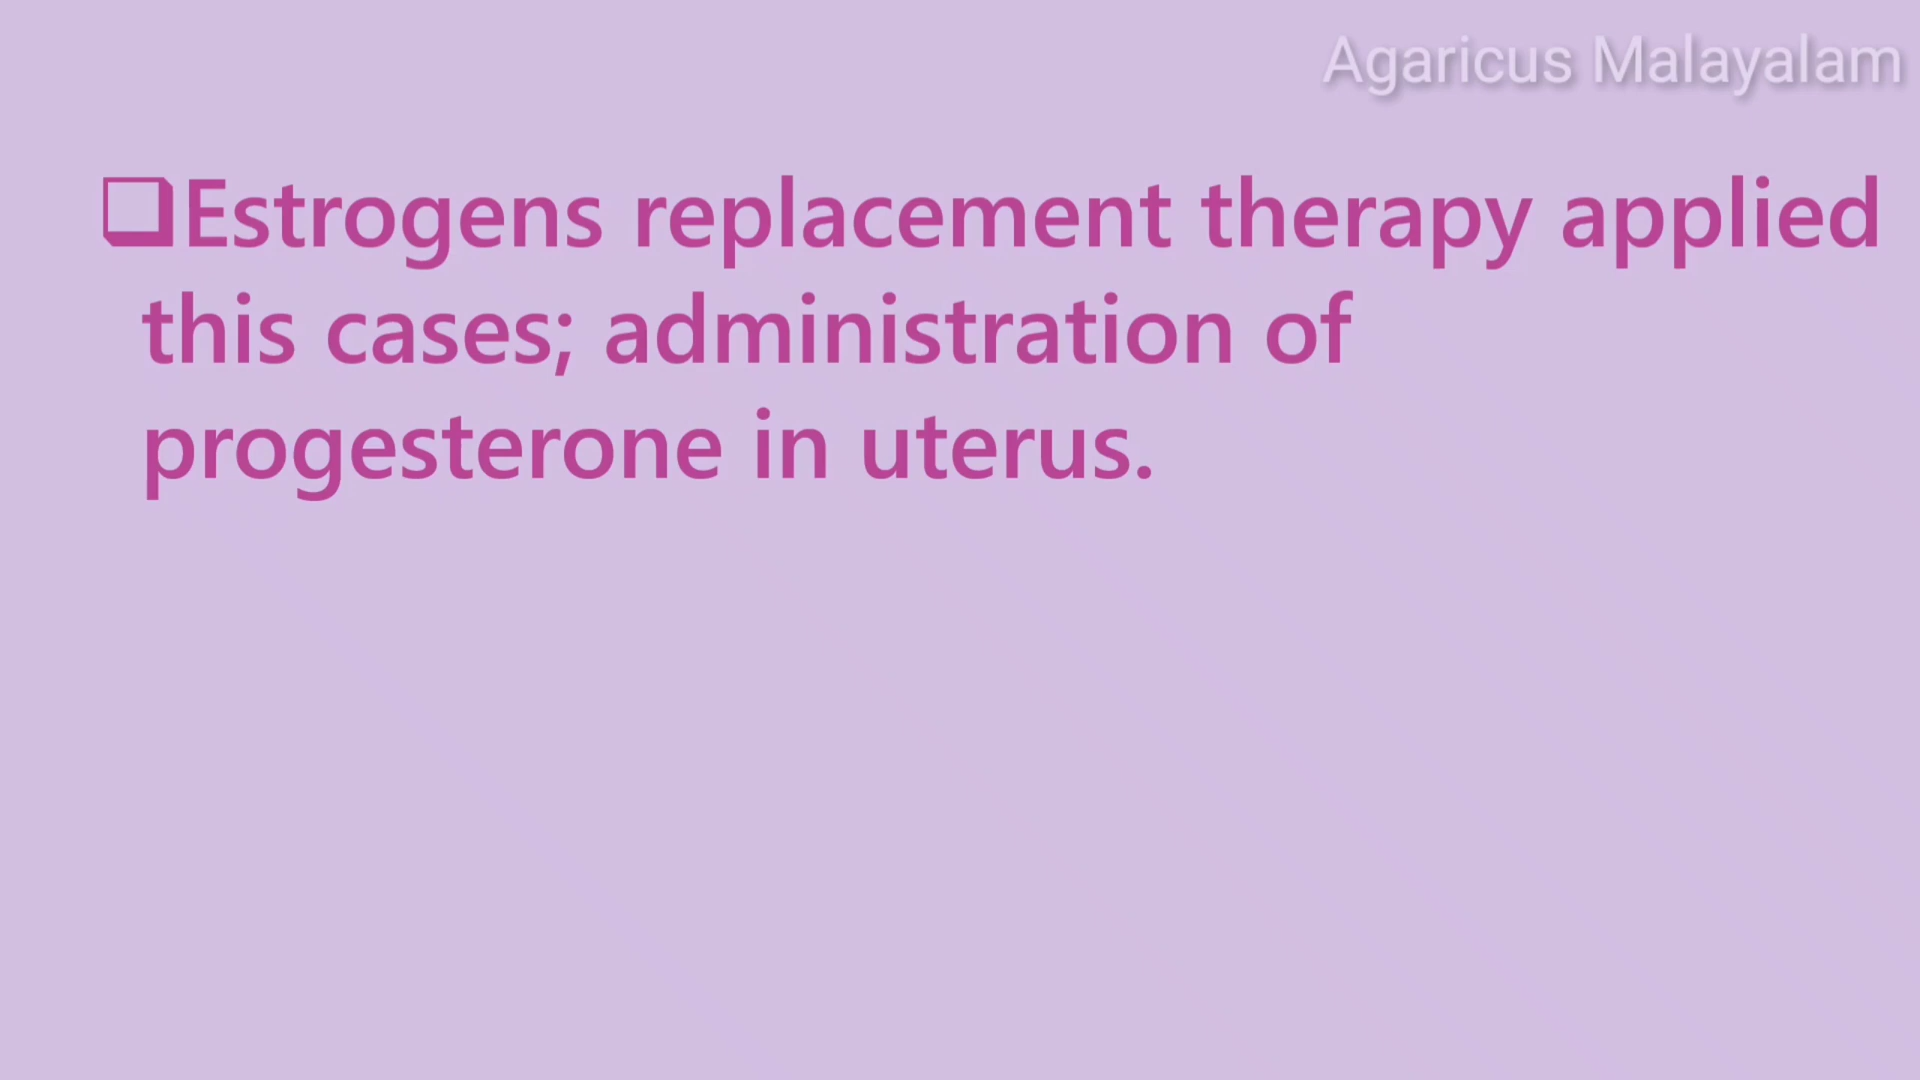 Agaricus Malayalam
❑Estrogens replacement therapy applied
this cases; administration of
progesterone in uterus.